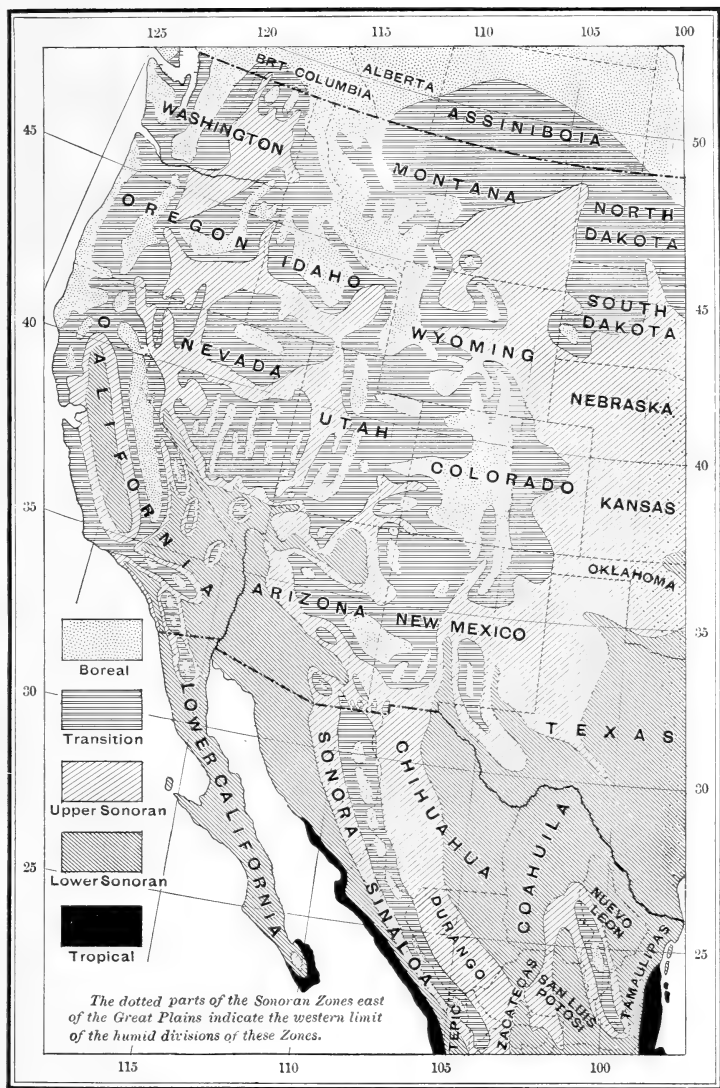 125 120 115 110 105 100
BRT. COLUMBIA
ALBERTA
ASSINIBOIA
WASHINGTON
45
50
MONTANA
OREGON
NORTH
DAKOTA
IDAHO
SOUTH
DAKOTA
45
40
WYOMING
NEVADA
CALIFORNIA
NEBRASKA
UTAH
COLORADO
40
KANSAS
35
OKLAHOMA
ARIZONA
NEW MEXICO
35
Boreal
30
Transition
LOWER CALIFORNIA
SONORA
CHIHUAHUA
TEXAS
30
Upper Sonoran
COAHUILA
Lower Sonoran
25
SINALOA
DURANGO
NUEVO
LEON
Tropical
TEPIC
ZACATECAS
SAN LUIS
POTOSI
TAMAULIPAS
25
The dotted parts of the Sonoran Zones east
of the Great Plains indicate the western limit
of the humid divisions of these Zones.
115 110 105 100